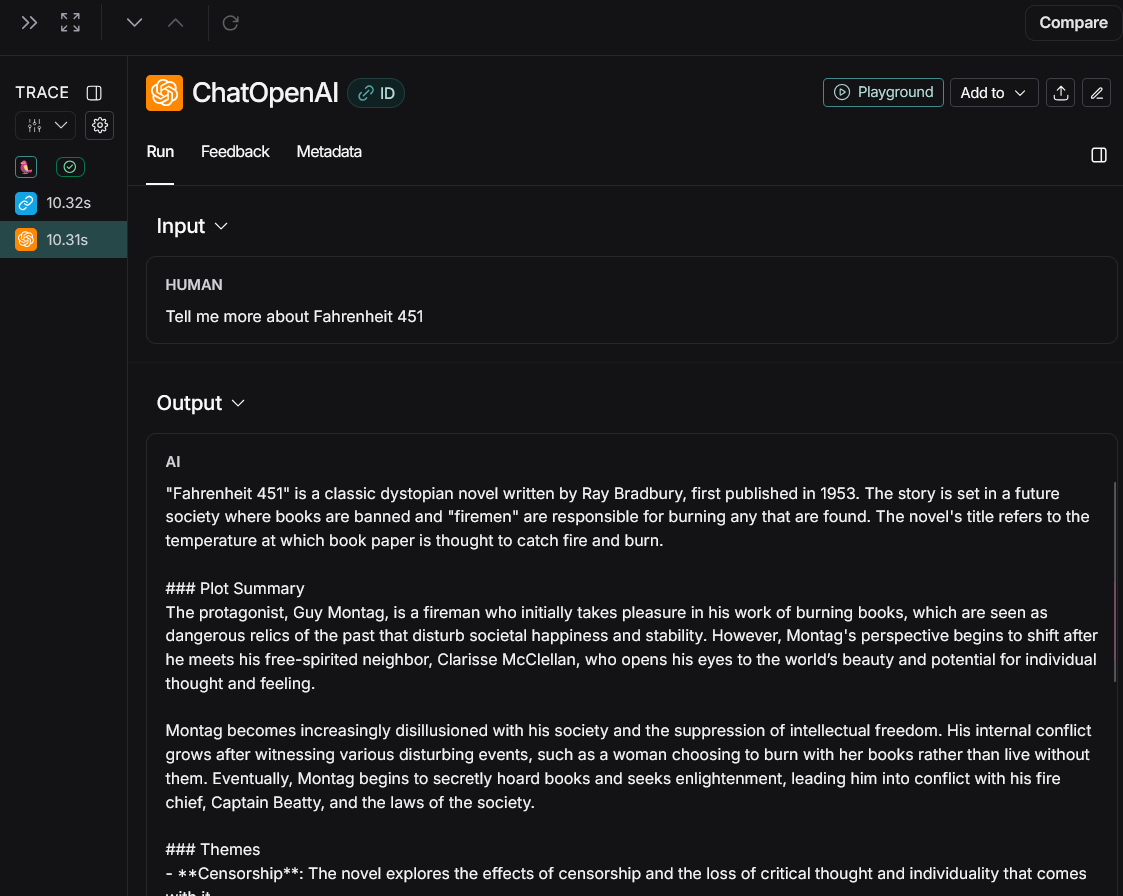 Compare
TRACE
ChatOpenAI
ID
Playground
Add to
Run
Feedback
Metadata
10.32s
10.31s
Input
HUMAN
Tell me more about Fahrenheit 451
Output
AI
"Fahrenheit 451" is a classic dystopian novel written by Ray Bradbury, first published in 1953. The story is set in a future
society where books are banned and "firemen" are responsible for burning any that are found. The novel's title refers to the
temperature at which book paper is thought to catch fire and burn.
### Plot Summary
The protagonist, Guy Montag, is a fireman who initially takes pleasure in his work of burning books, which are seen as
dangerous relics of the past that disturb societal happiness and stability. However, Montag's perspective begins to shift after
he meets his free-spirited neighbor, Clarisse McClellan, who opens his eyes to the world’s beauty and potential for individual
thought and feeling.
Montag becomes increasingly disillusioned with his society and the suppression of intellectual freedom. His internal conflict
grows after witnessing various disturbing events, such as a woman choosing to burn with her books rather than live without
them. Eventually, Montag begins to secretly hoard books and seeks enlightenment, leading him into conflict with his fire
chief, Captain Beatty, and the laws of the society.
### Themes
- **Censorship**: The novel explores the effects of censorship and the loss of critical thought and individuality that comes
with it